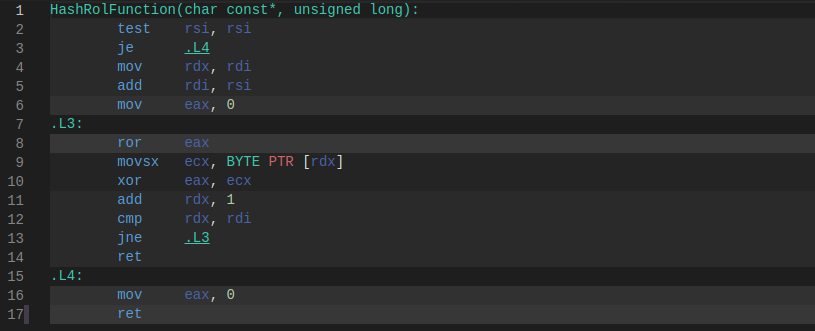 1 HashRolFunction(char const*, unsigned long):
2 test rsi, rsi
3 je .L4
4 mov rdx, rdi
5 add rdi, rsi
6 mov eax, 0
7 .L3:
8 ror eax
9 movsx ecx, BYTE PTR [rdx]
10 xor eax, ecx
11 add rdx, 1
12 cmp rdx, rdi
13 jne .L3
14 ret
15 .L4:
16 mov eax, 0
17 ret